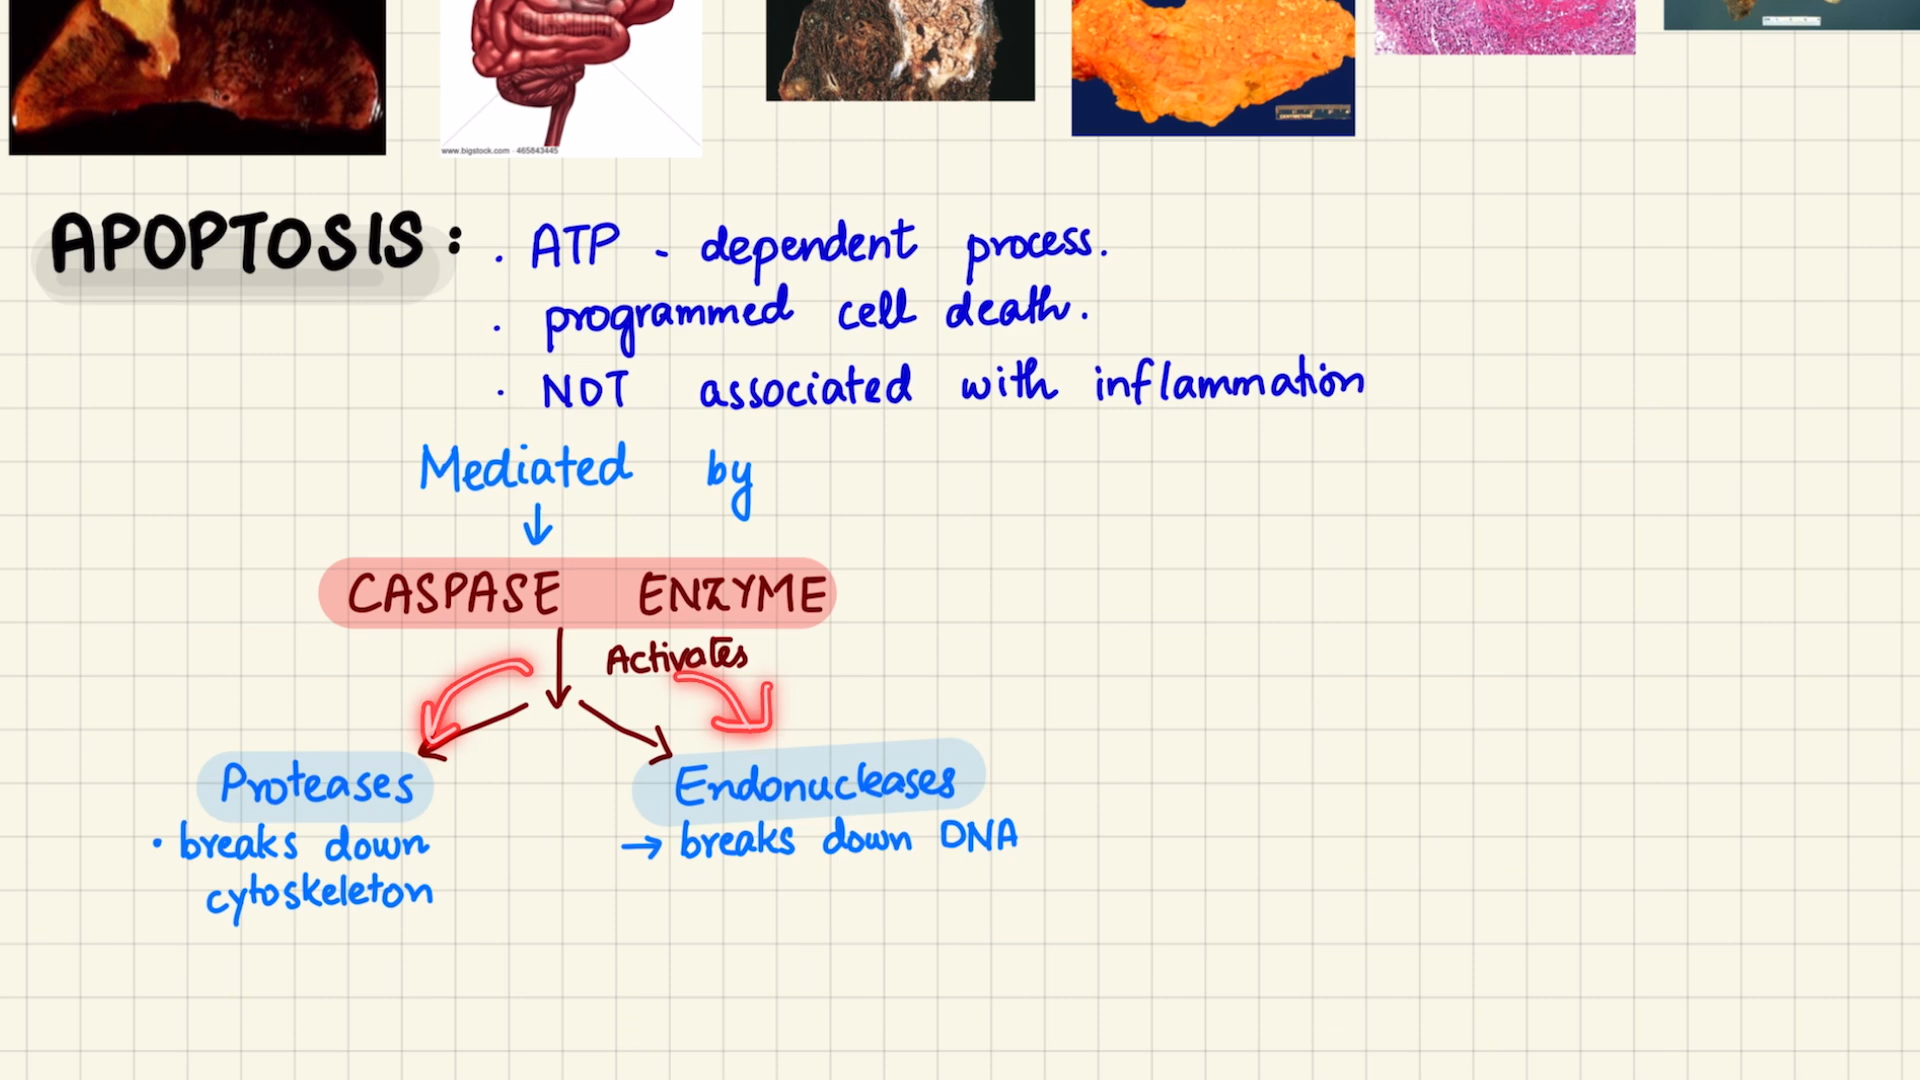 www.bigstock.com · 465843445
APOPTOSIS :
· ATP - dependent process.
· programmed cell death.
· NOT associated with inflammation
Mediated by
↓
CASPASE ENZYME
Activates
Proteases
Endonucleases
· breaks down
cytoskeleton
→ breaks down DNA